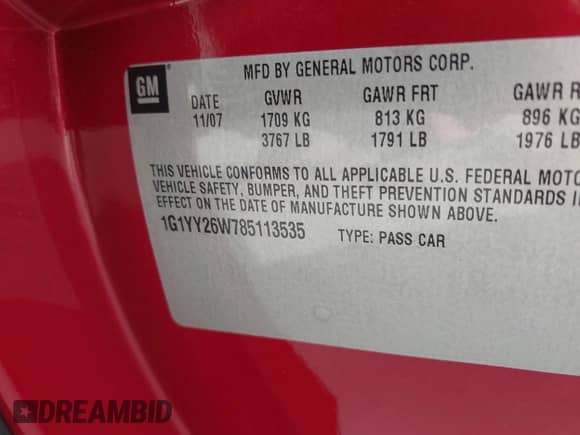 GM
MFD BY GENERAL MOTORS CORP.
DATE GVWR GAWR FRT GAWR R
11/07 1709 KG 813 KG 896 KG
3767 LB 1791 LB 1976 LB
THIS VEHICLE CONFORMS TO ALL APPLICABLE U.S. FEDERAL MOTO
VEHICLE SAFETY, BUMPER, AND THEFT PREVENTION STANDARDS I
EFFECT ON THE DATE OF MANUFACTURE SHOWN ABOVE.
1G1YY26W785113535 TYPE: PASS CAR
DREAMBID